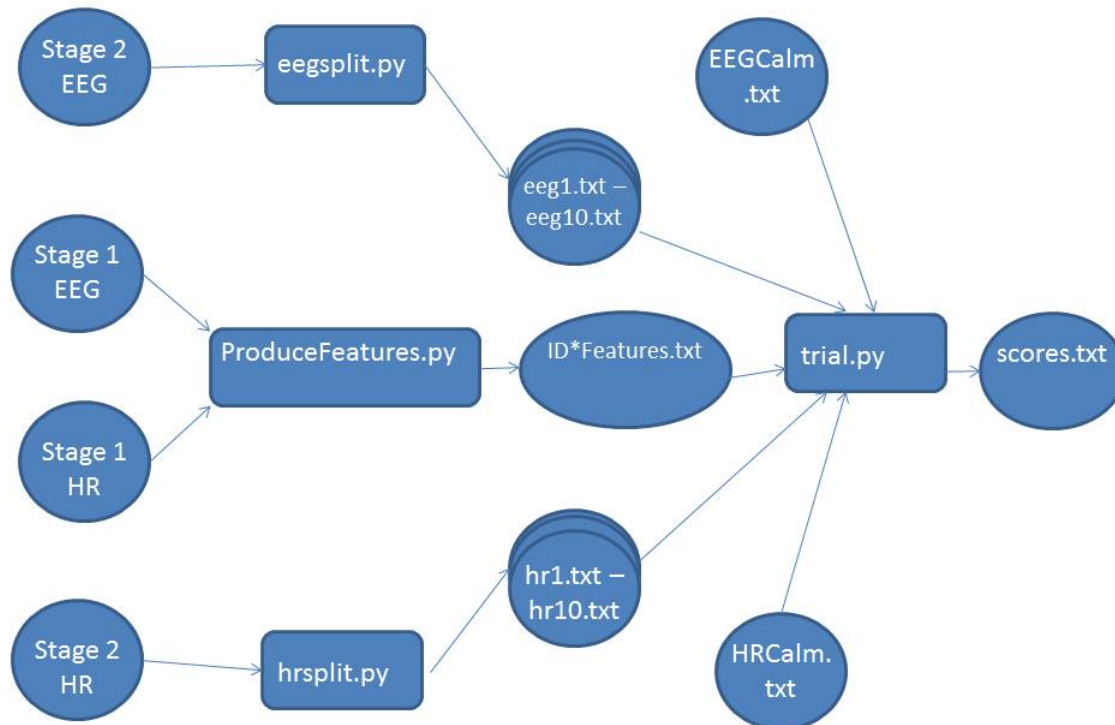 Stage 2
EEG
eegsplit.py
EEGCalm
.txt
eeg1.txt –
eeg10.txt
Stage 1
EEG
ProduceFeatures.py
ID*Features.txt
trial.py
scores.txt
Stage 1
HR
hr1.txt –
hr10.txt
Stage 2
HR
hrsplit.py
HRCalm.
txt